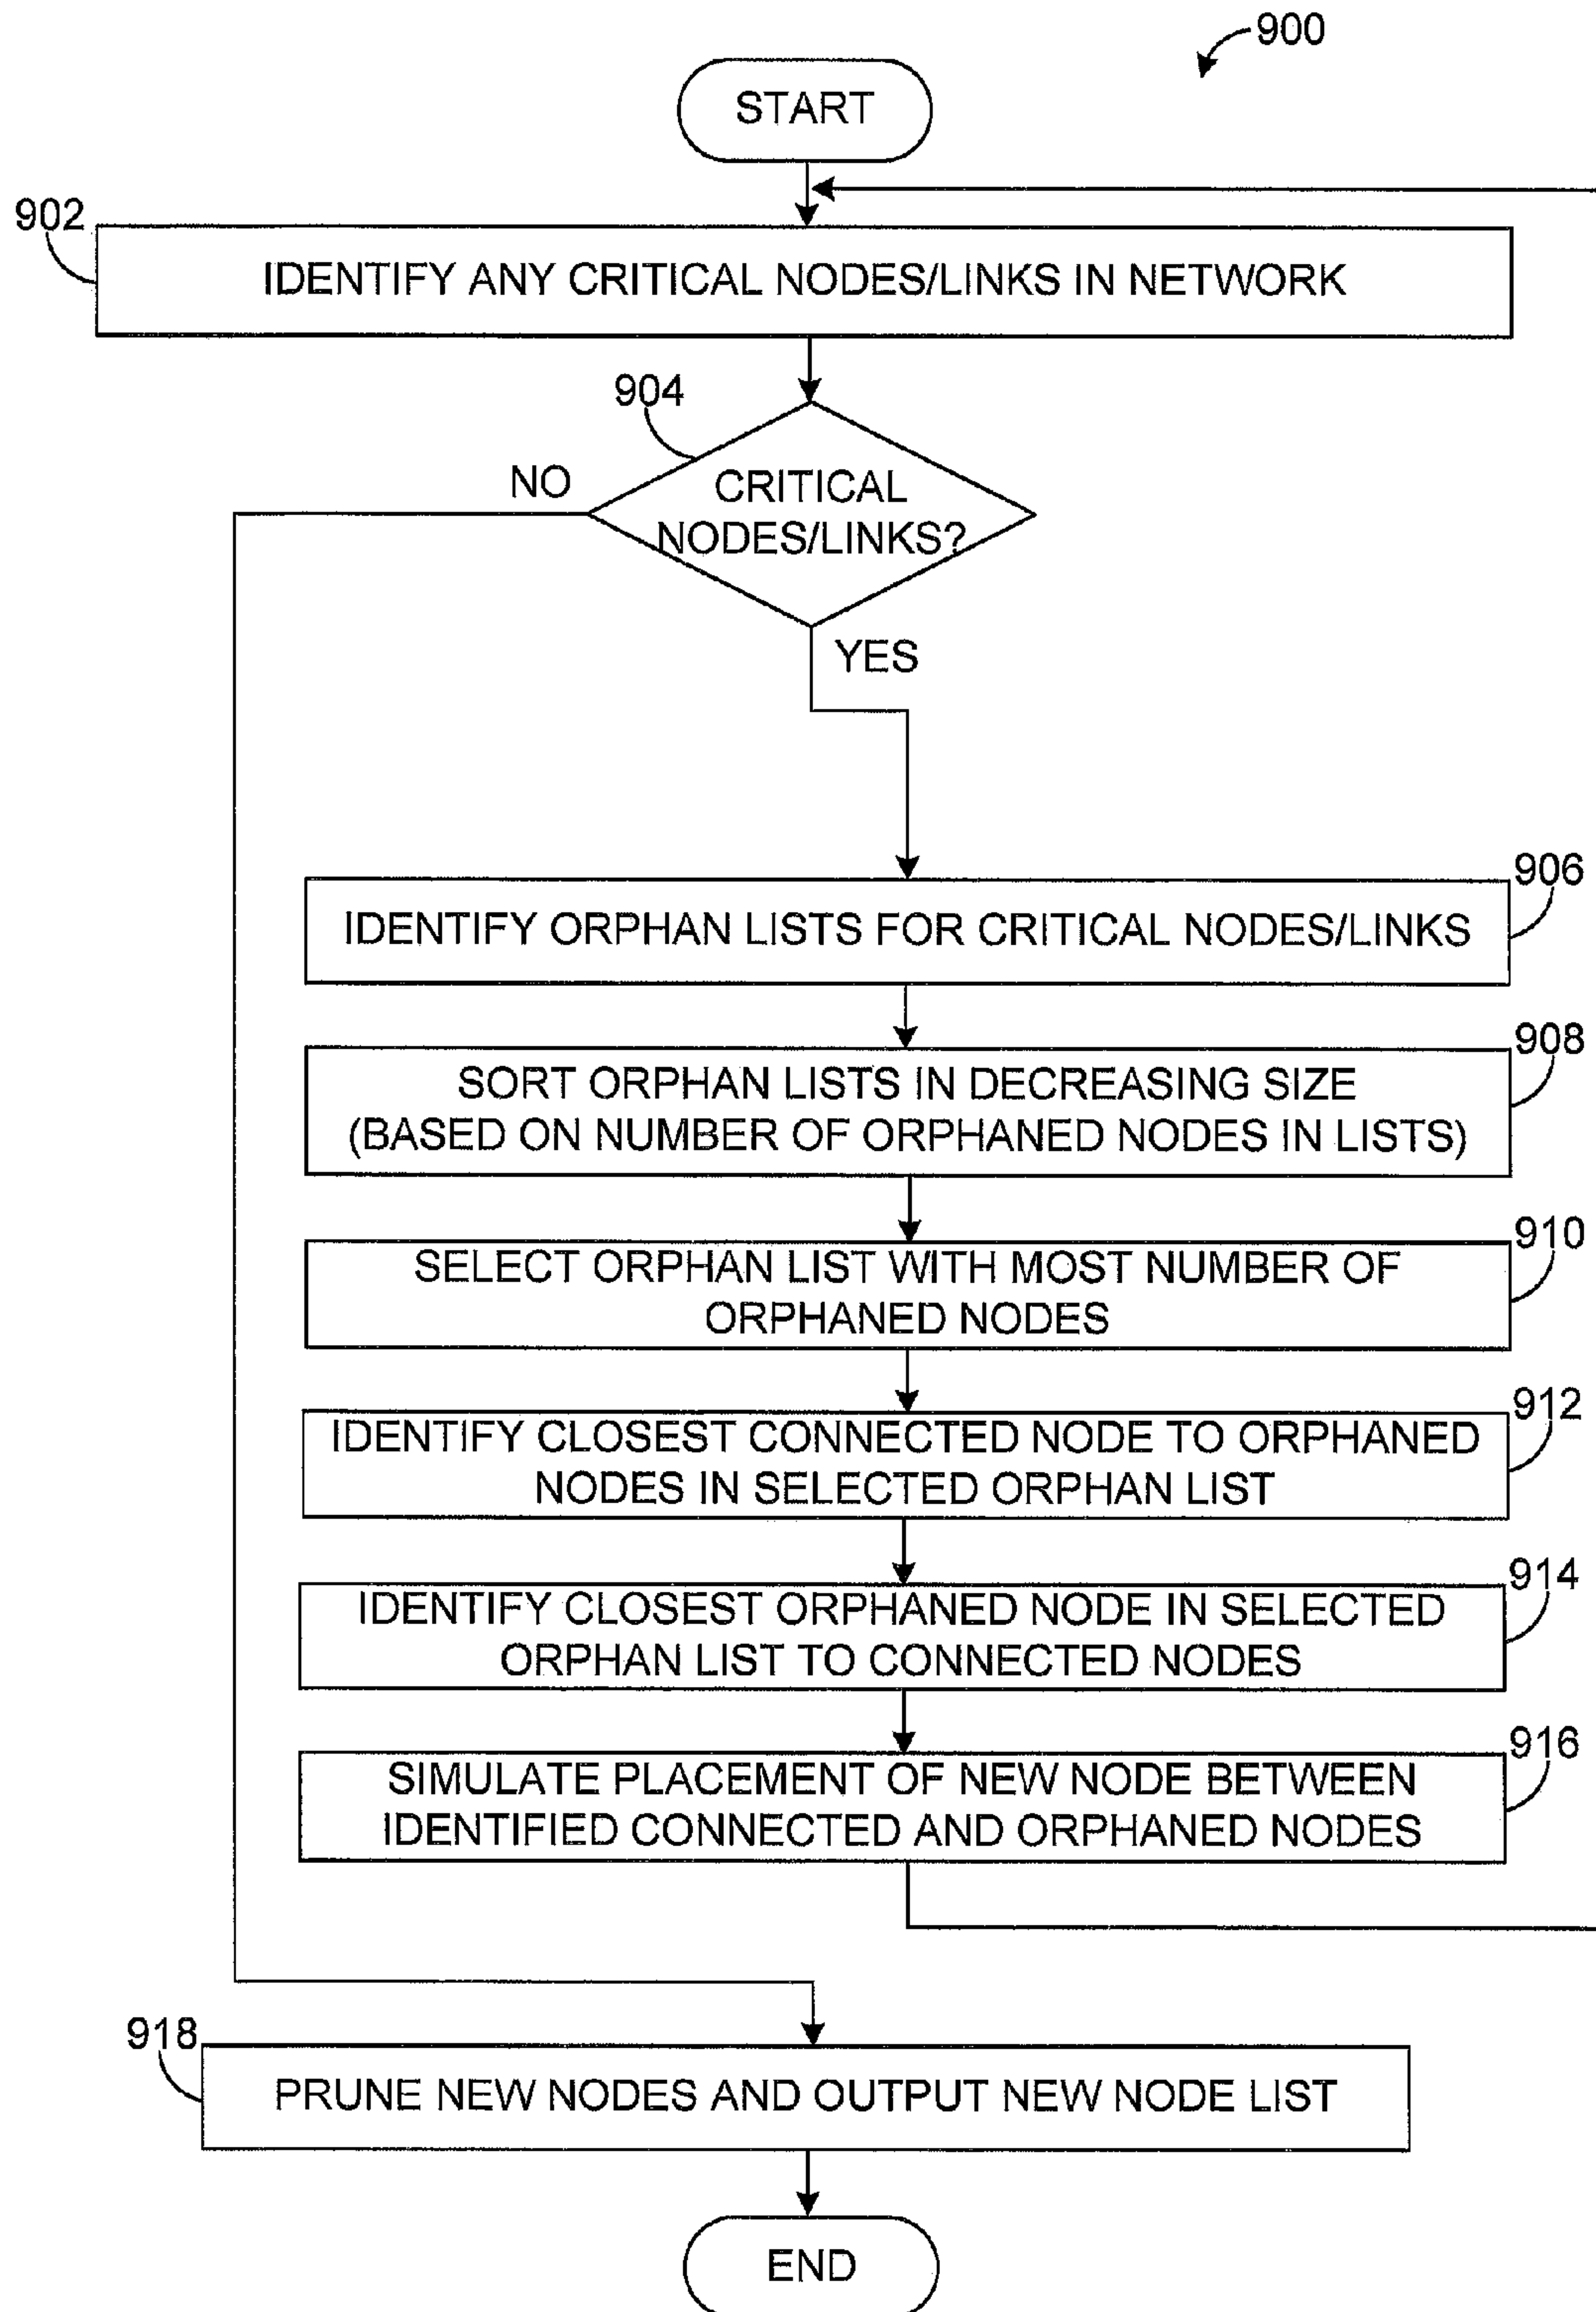 900
START
902
IDENTIFY ANY CRITICAL NODES/LINKS IN NETWORK
904
NO
CRITICAL
NODES/LINKS?
YES
906
IDENTIFY ORPHAN LISTS FOR CRITICAL NODES/LINKS
908
SORT ORPHAN LISTS IN DECREASING SIZE
(BASED ON NUMBER OF ORPHANED NODES IN LISTS)
910
SELECT ORPHAN LIST WITH MOST NUMBER OF
ORPHANED NODES
912
IDENTIFY CLOSEST CONNECTED NODE TO ORPHANED
NODES IN SELECTED ORPHAN LIST
914
IDENTIFY CLOSEST ORPHANED NODE IN SELECTED
ORPHAN LIST TO CONNECTED NODES
916
SIMULATE PLACEMENT OF NEW NODE BETWEEN
IDENTIFIED CONNECTED AND ORPHANED NODES
918
PRUNE NEW NODES AND OUTPUT NEW NODE LIST
END